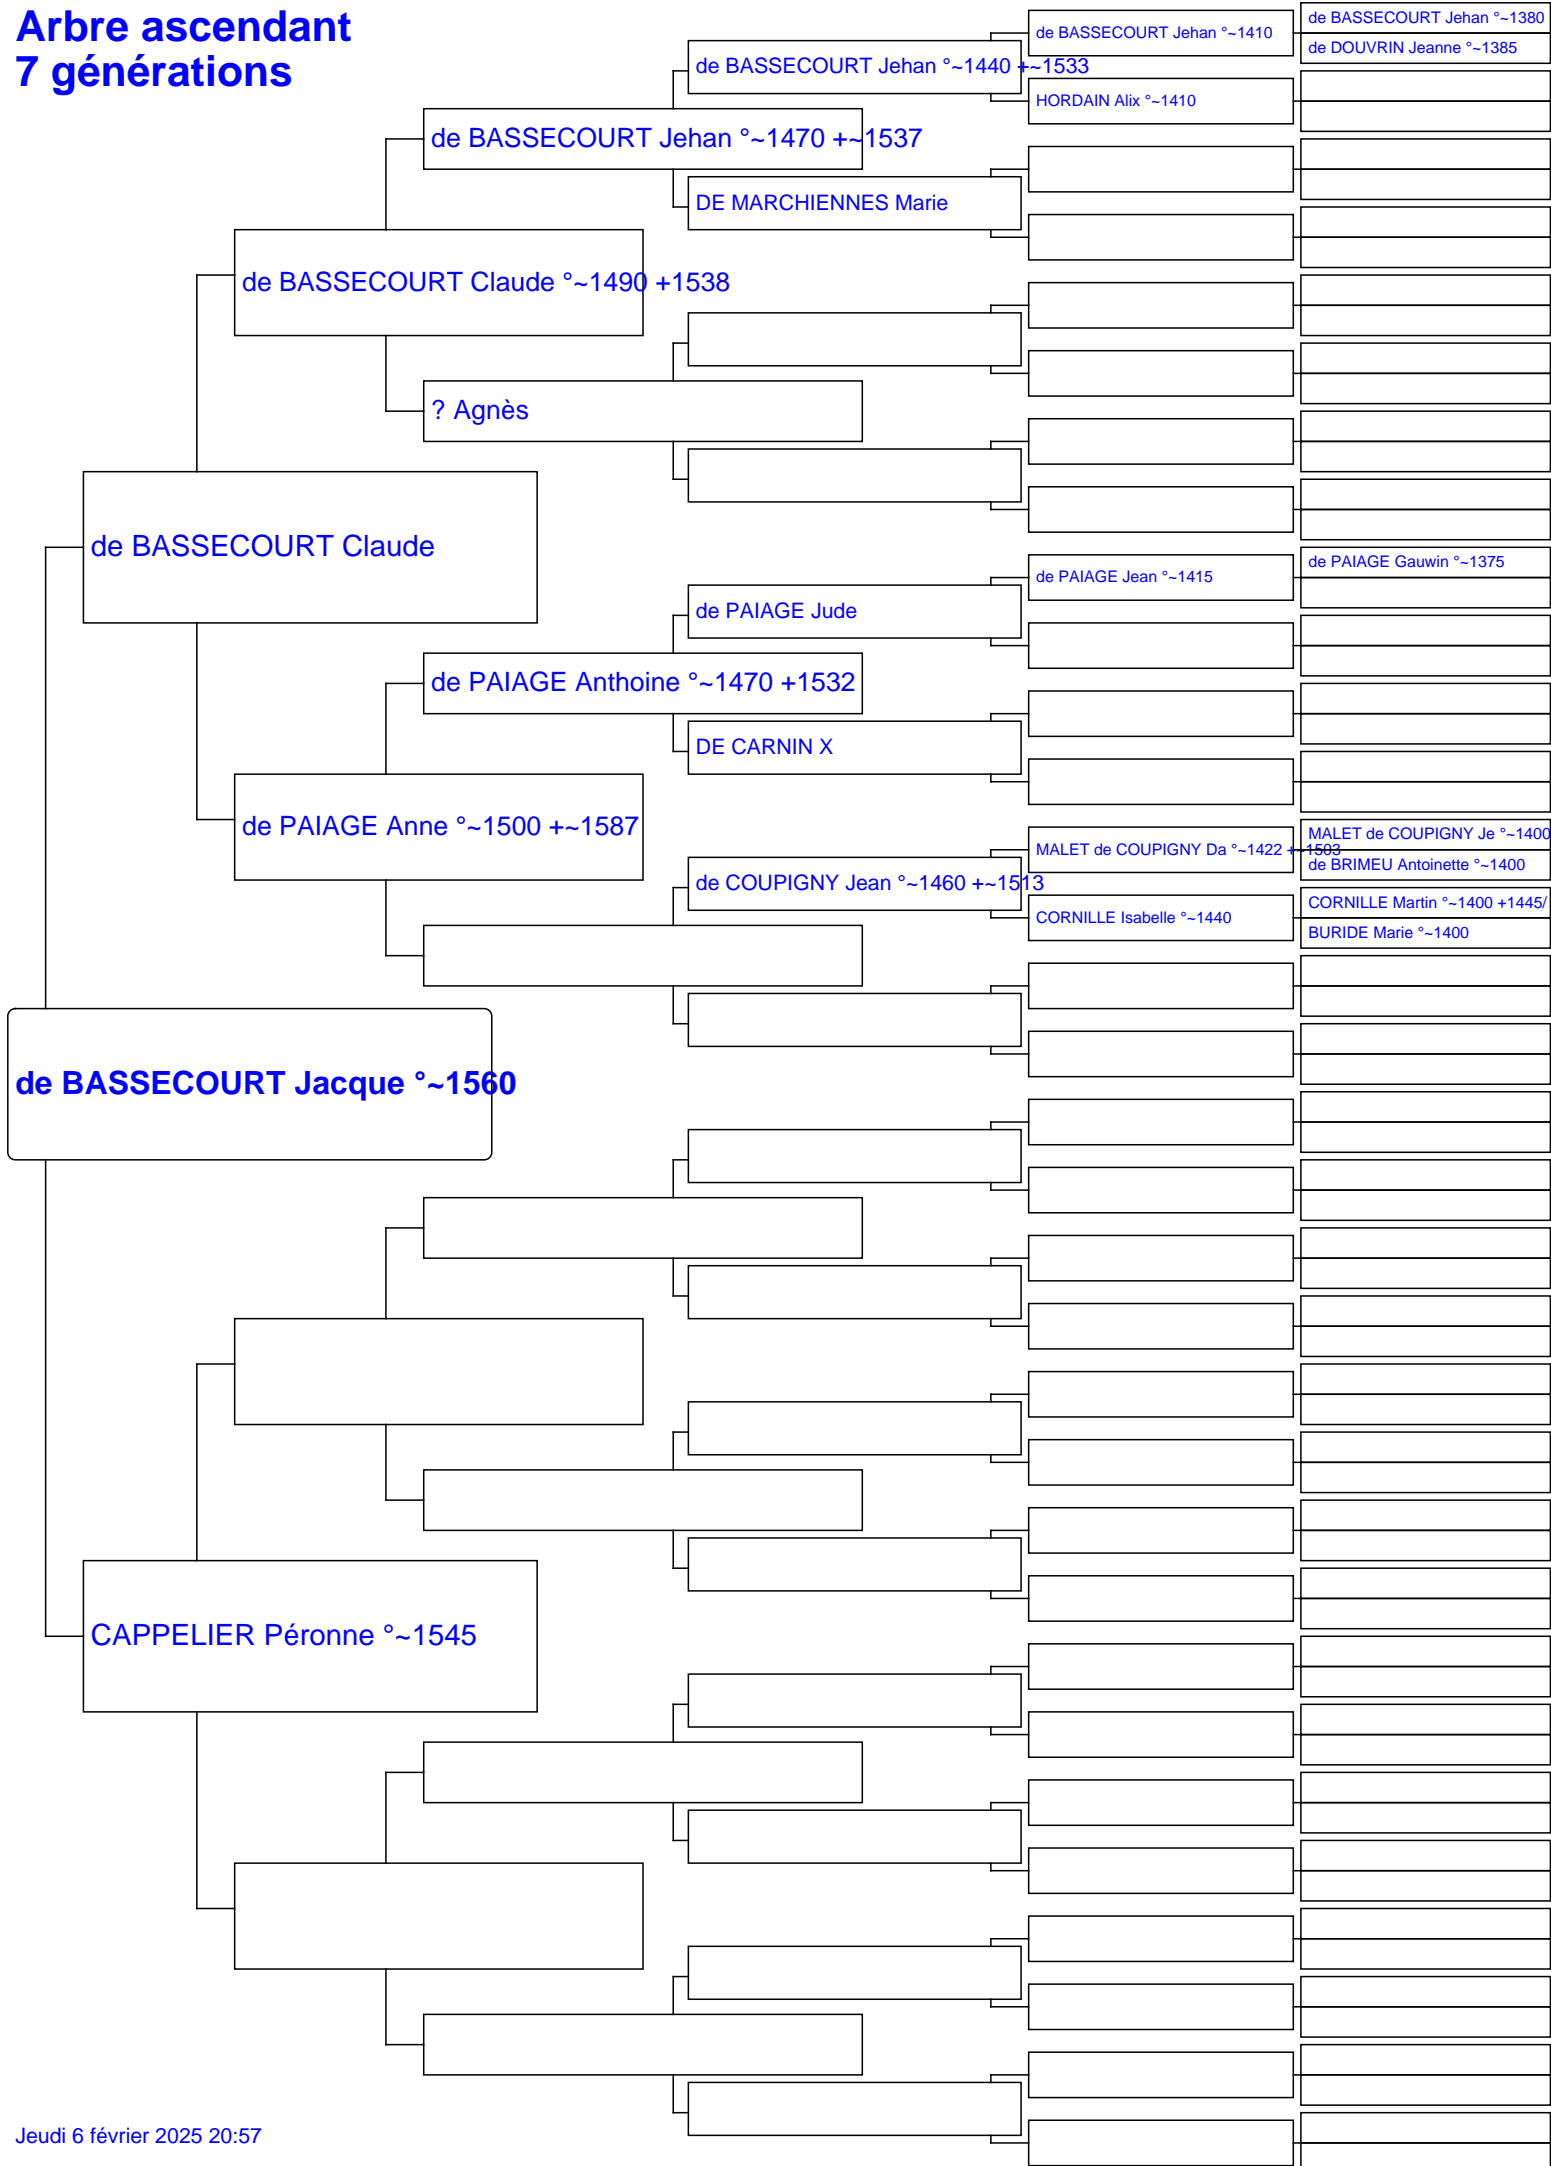 Arbre ascendant
7 générations
de BASSECOURT Jehan °~1380
de BASSECOURT Jehan °~1410
de DOUVRIN Jeanne °~1385
de BASSECOURT Jehan °~1440 +~1533
HORDAIN Alix °~1410
de BASSECOURT Jehan °~1470 +~1537
DE MARCHIENNES Marie
de BASSECOURT Claude °~1490 +1538
? Agnès
de BASSECOURT Claude
de PAIAGE Gauwin °~1375
de PAIAGE Jean °~1415
de PAIAGE Jude
de PAIAGE Anthoine °~1470 +1532
DE CARNIN X
de PAIAGE Anne °~1500 +~1587
MALET de COUPIGNY Je °~1400
MALET de COUPIGNY Da °~1422 +~1503
de BRIMEU Antoinette °~1400
de COUPIGNY Jean °~1460 +~1513
CORNILLE Martin °~1400 +1445/
CORNILLE Isabelle °~1440
BURIDE Marie °~1400
de BASSECOURT Jacque °~1560
CAPPELIER Péronne °~1545
Jeudi 6 février 2025 20:57